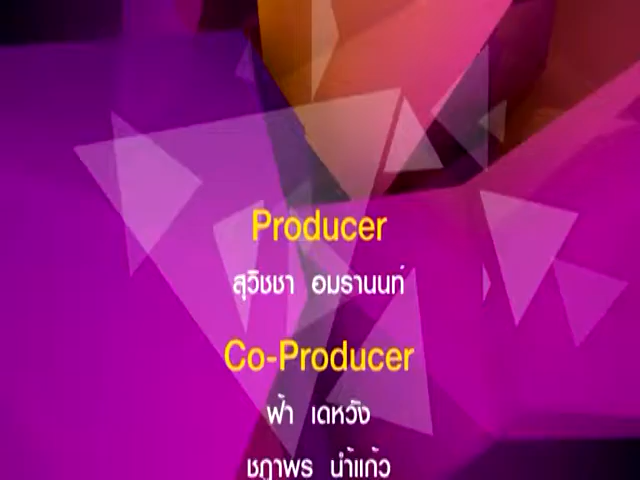 Producer
สุวิชชา อมรานนท์
Co-Producer
ฟ้า เดหวัง
ชฎาพร น้ำแก้ว